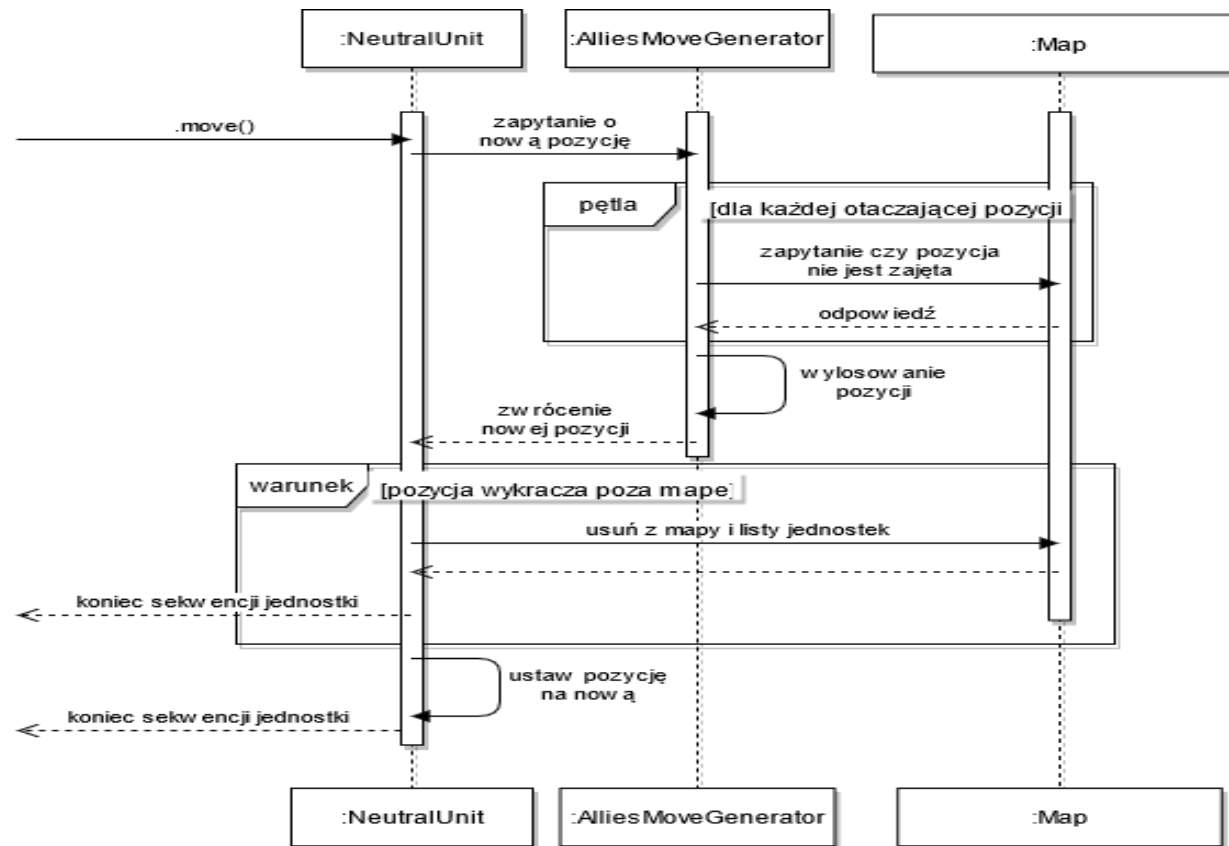 :NeutralUnit
:AlliesMoveGenerator
:Map
.move()
zapytanie o
nową pozycję
pętla
[dla każdej otaczającej pozycji
zapytanie czy pozycja
nie jest zajęta
odpowiedź
wylosowanie
pozycji
zwrócenie
nowej pozycji
warunek
[pozycja wykracza poza mape]
usuń z mapy i listy jednostek
koniec sekwencji jednostki
ustaw pozycję
na nową
koniec sekwencji jednostki
:NeutralUnit
:AlliesMoveGenerator
:Map